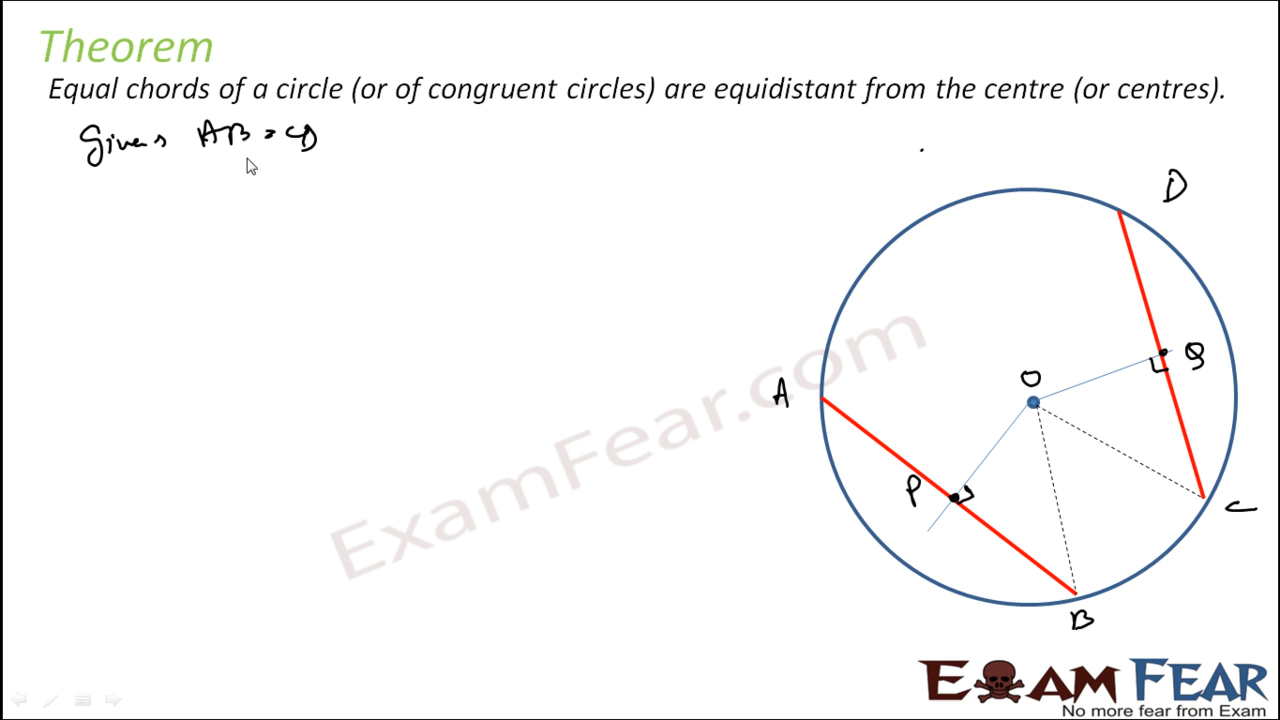 Theorem
Equal chords of a circle (or of congruent circles) are equidistant from the centre (or centres).
Given AB = CD
D
Q
O
A
P
C
B
ExamFear.com
EXAM FEAR
No more fear from Exam